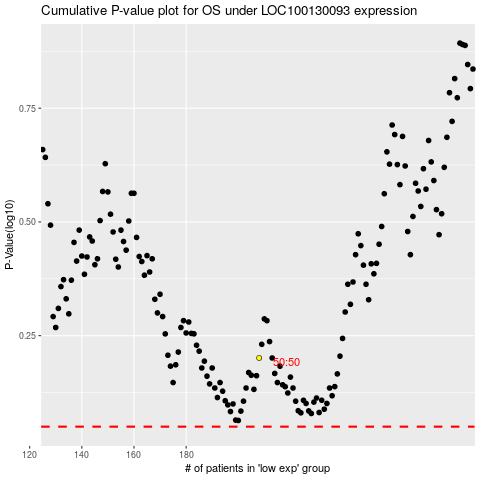 Cumulative P-value plot for OS under LOC100130093 expression
P-Value(log10)
0.75
0.50
0.25
50:50
120 140 160 180
# of patients in 'low exp' group